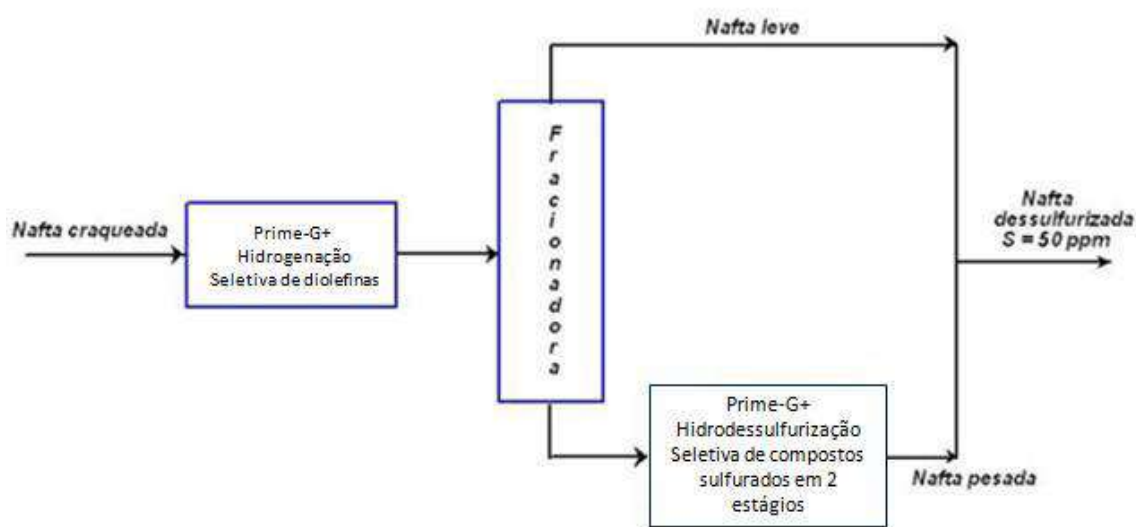 Nafta leve
Nafta craqueada
Prime-G+
Hidrogenação
Seletiva de diolefinas
Fracionadora
Nafta
dessulfurizada
S = 50 ppm
Prime-G+
Hidrodessulfurização
Seletiva de compostos
sulfurados em 2
estágios
Nafta pesada